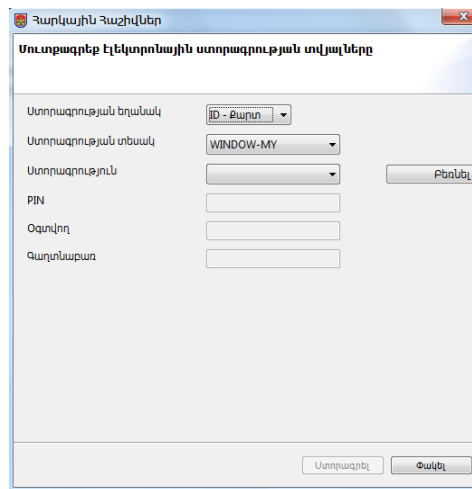 Հարկային Հաշիվներ
Մուտքագրեք Էլեկտրոնային ստորագրության տվյալները
Ստորագրության եղանակ ID - Քարտ
Ստորագրության տեսակ WINDOW-MY
Ստորագրություն Բեռնել
PIN
Օգտվող
Գաղտնաբառ
Ստորագրել Փակել